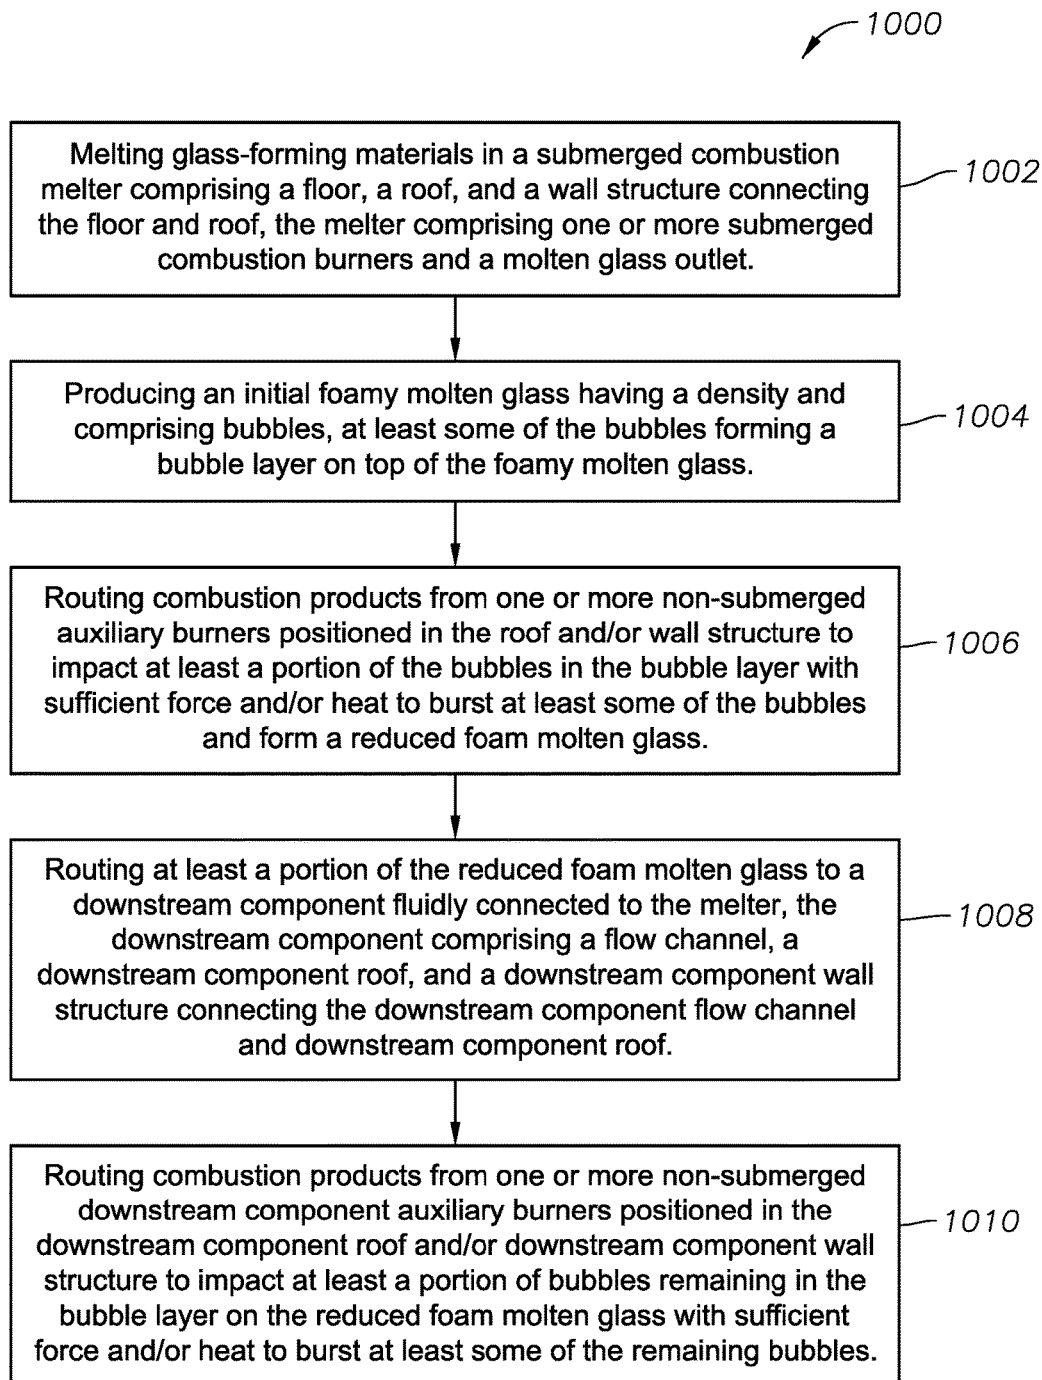 1000
Melting glass-forming materials in a submerged combustion
melter comprising a floor, a roof, and a wall structure connecting
the floor and roof, the melter comprising one or more submerged
combustion burners and a molten glass outlet.
1002
Producing an initial foamy molten glass having a density and
comprising bubbles, at least some of the bubbles forming a
bubble layer on top of the foamy molten glass.
1004
Routing combustion products from one or more non-submerged
auxiliary burners positioned in the roof and/or wall structure to
impact at least a portion of the bubbles in the bubble layer with
sufficient force and/or heat to burst at least some of the bubbles
and form a reduced foam molten glass.
1006
Routing at least a portion of the reduced foam molten glass to a
downstream component fluidly connected to the melter, the
downstream component comprising a flow channel, a
downstream component roof, and a downstream component wall
structure connecting the downstream component flow channel
and downstream component roof.
1008
Routing combustion products from one or more non-submerged
downstream component auxiliary burners positioned in the
downstream component roof and/or downstream component wall
structure to impact at least a portion of bubbles remaining in the
bubble layer on the reduced foam molten glass with sufficient
force and/or heat to burst at least some of the remaining bubbles.
1010